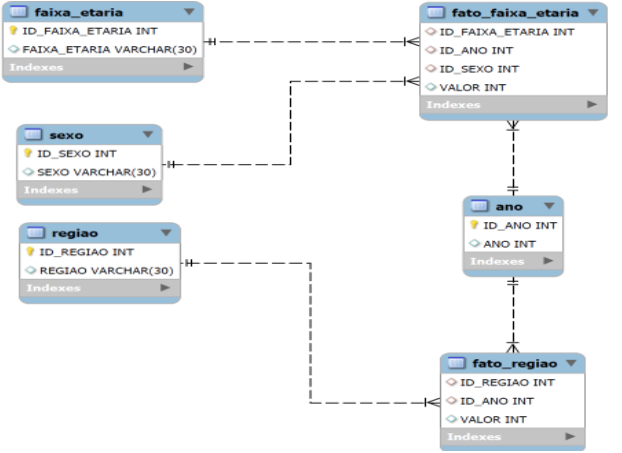 faixa_etaria
ID_FAIXA_ETARIA INT
FAIXA_ETARIA VARCHAR(30)
Indexes
fato_faixa_etaria
ID_FAIXA_ETARIA INT
ID_ANO INT
ID_SEXO INT
VALOR INT
Indexes
sexo
ID_SEXO INT
SEXO VARCHAR(30)
Indexes
ano
ID_ANO INT
ANO INT
Indexes
regiao
ID_REGIAO INT
REGIAO VARCHAR(30)
Indexes
fato_regiao
ID_REGIAO INT
ID_ANO INT
VALOR INT
Indexes